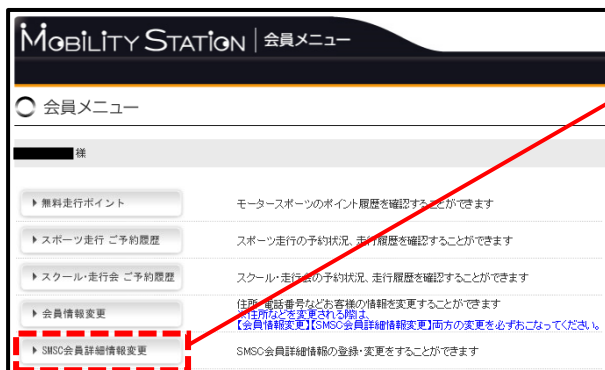 MOBILITY STATION | 会員メニュー
会員メニュー
様
無料走行ポイント
モータースポーツのポイント履歴を確認することができます
スポーツ走行 ご予約履歴
スポーツ走行の予約状況、走行履歴を確認することができます
スクール・走行会 ご予約履歴
スクール・走行会の予約状況、走行履歴を確認することができます
会員情報変更
住所・電話番号などお客様の情報を変更することができます
※住所などを変更される際は、
【会員情報変更】【SMSC会員詳細情報変更】両方の変更を必ずおこなってください。
SMSC会員詳細情報変更
SMSC会員詳細情報の登録・変更をすることができます